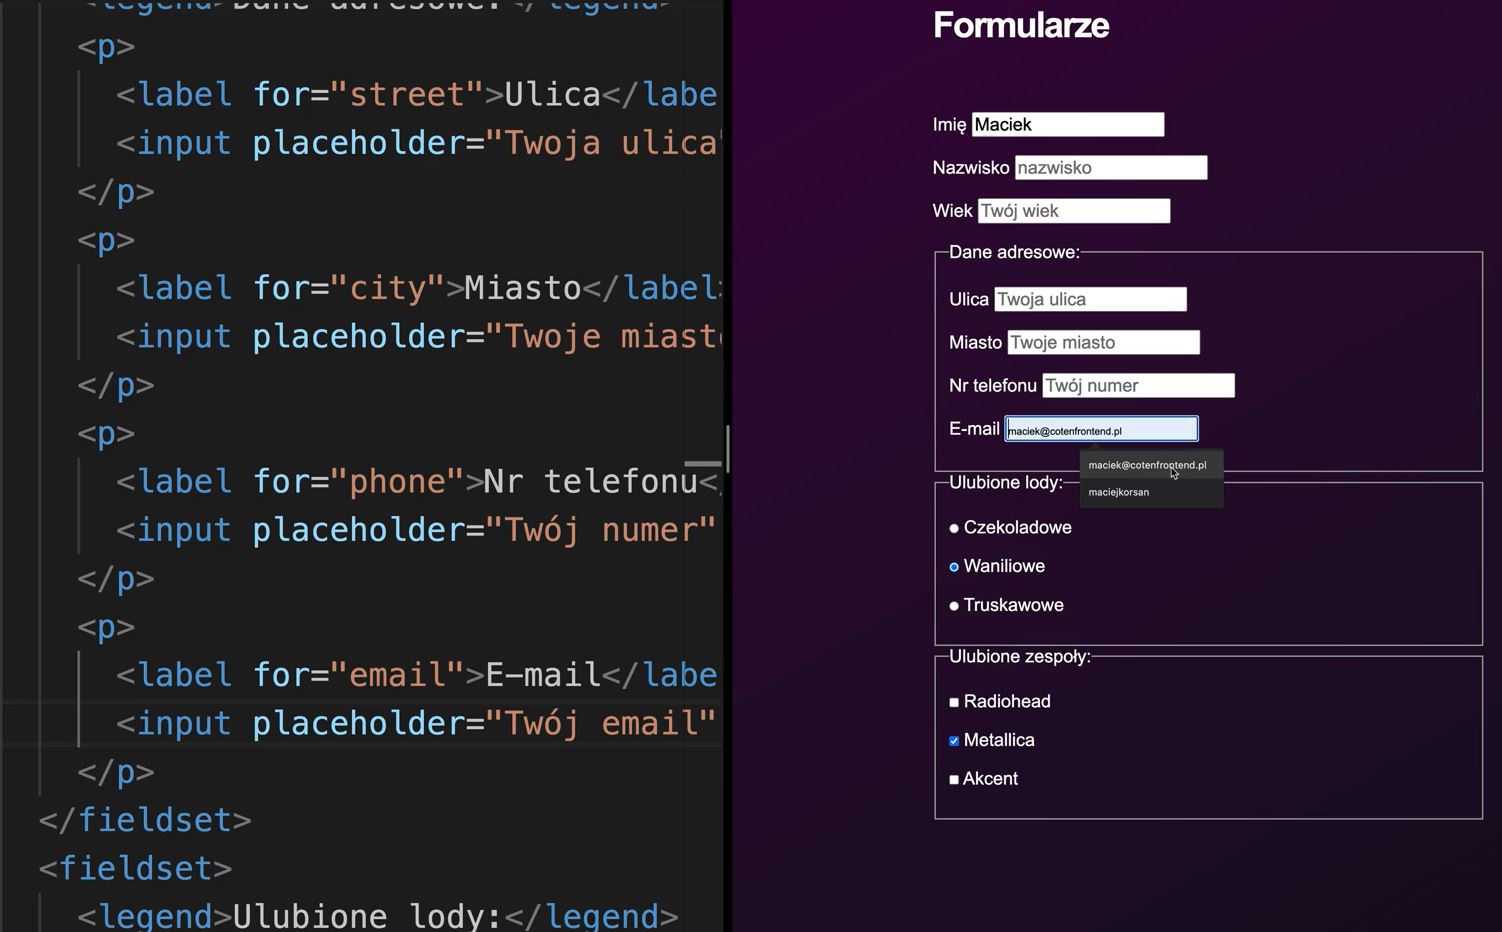 <legend>Dane adresowe:</legend>
<p>
<label for="street">Ulica</labe
<input placeholder="Twoja ulica"
</p>
<p>
<label for="city">Miasto</label>
<input placeholder="Twoje miasto
</p>
<p>
<label for="phone">Nr telefonu</
<input placeholder="Twój numer"
</p>
<p>
<label for="email">E-mail</labe
<input placeholder="Twój email"
</p>
</fieldset>
<fieldset>
<legend>Ulubione lody:</legend>
Formularze
Imię Maciek
Nazwisko nazwisko
Wiek Twój wiek
Dane adresowe:
Ulica Twoja ulica
Miasto Twoje miasto
Nr telefonu Twój numer
E-mail maciek@cotenfrontend.pl
maciek@cotenfrontend.pl
maciejkorsan
Ulubione lody:
Czekoladowe
Waniliowe
Truskawowe
Ulubione zespoły:
Radiohead
Metallica
Akcent